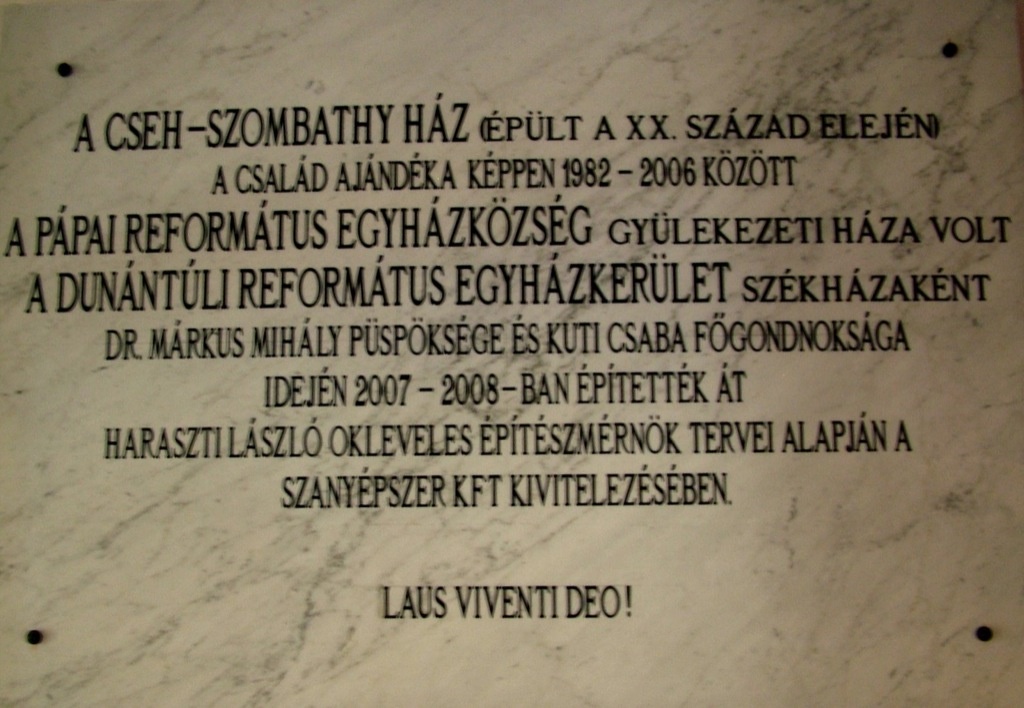 A CSEH-SZOMBATHY HÁZ (ÉPÜLT A XX. SZÁZAD ELEJÉN)
A CSALÁD AJÁNDÉKA KÉPPEN 1982 - 2006 KÖZÖTT
A PÁPAI REFORMÁTUS EGYHÁZKÖZSÉG GYÜLEKEZETI HÁZA VOLT
A DUNÁNTÚLI REFORMÁTUS EGYHÁZKERÜLET SZÉKHÁZAKÉNT
DR. MÁRKUS MIHÁLY PÜSPÖKSÉGE ÉS KUTI CSABA FŐGONDNOKSÁGA
IDEJÉN 2007 - 2008-BAN ÉPÍTETTÉK ÁT
HARASZTI LÁSZLÓ OKLEVELES ÉPÍTÉSZMÉRNÖK TERVEI ALAPJÁN A
SZANYÉPSZER KFT KIVITELEZÉSÉBEN.
LAUS VIVENTI DEO!